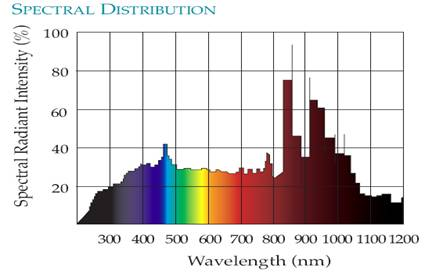 SPECTRAL DISTRIBUTION
Spectral Radiant Intensity (%)
100
80
60
40
20
300 400 500 600 700 800 900 1000 1100 1200
Wavelength (nm)